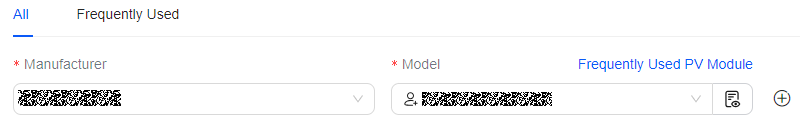 All Frequently Used
* Manufacturer * Model Frequently Used PV Module